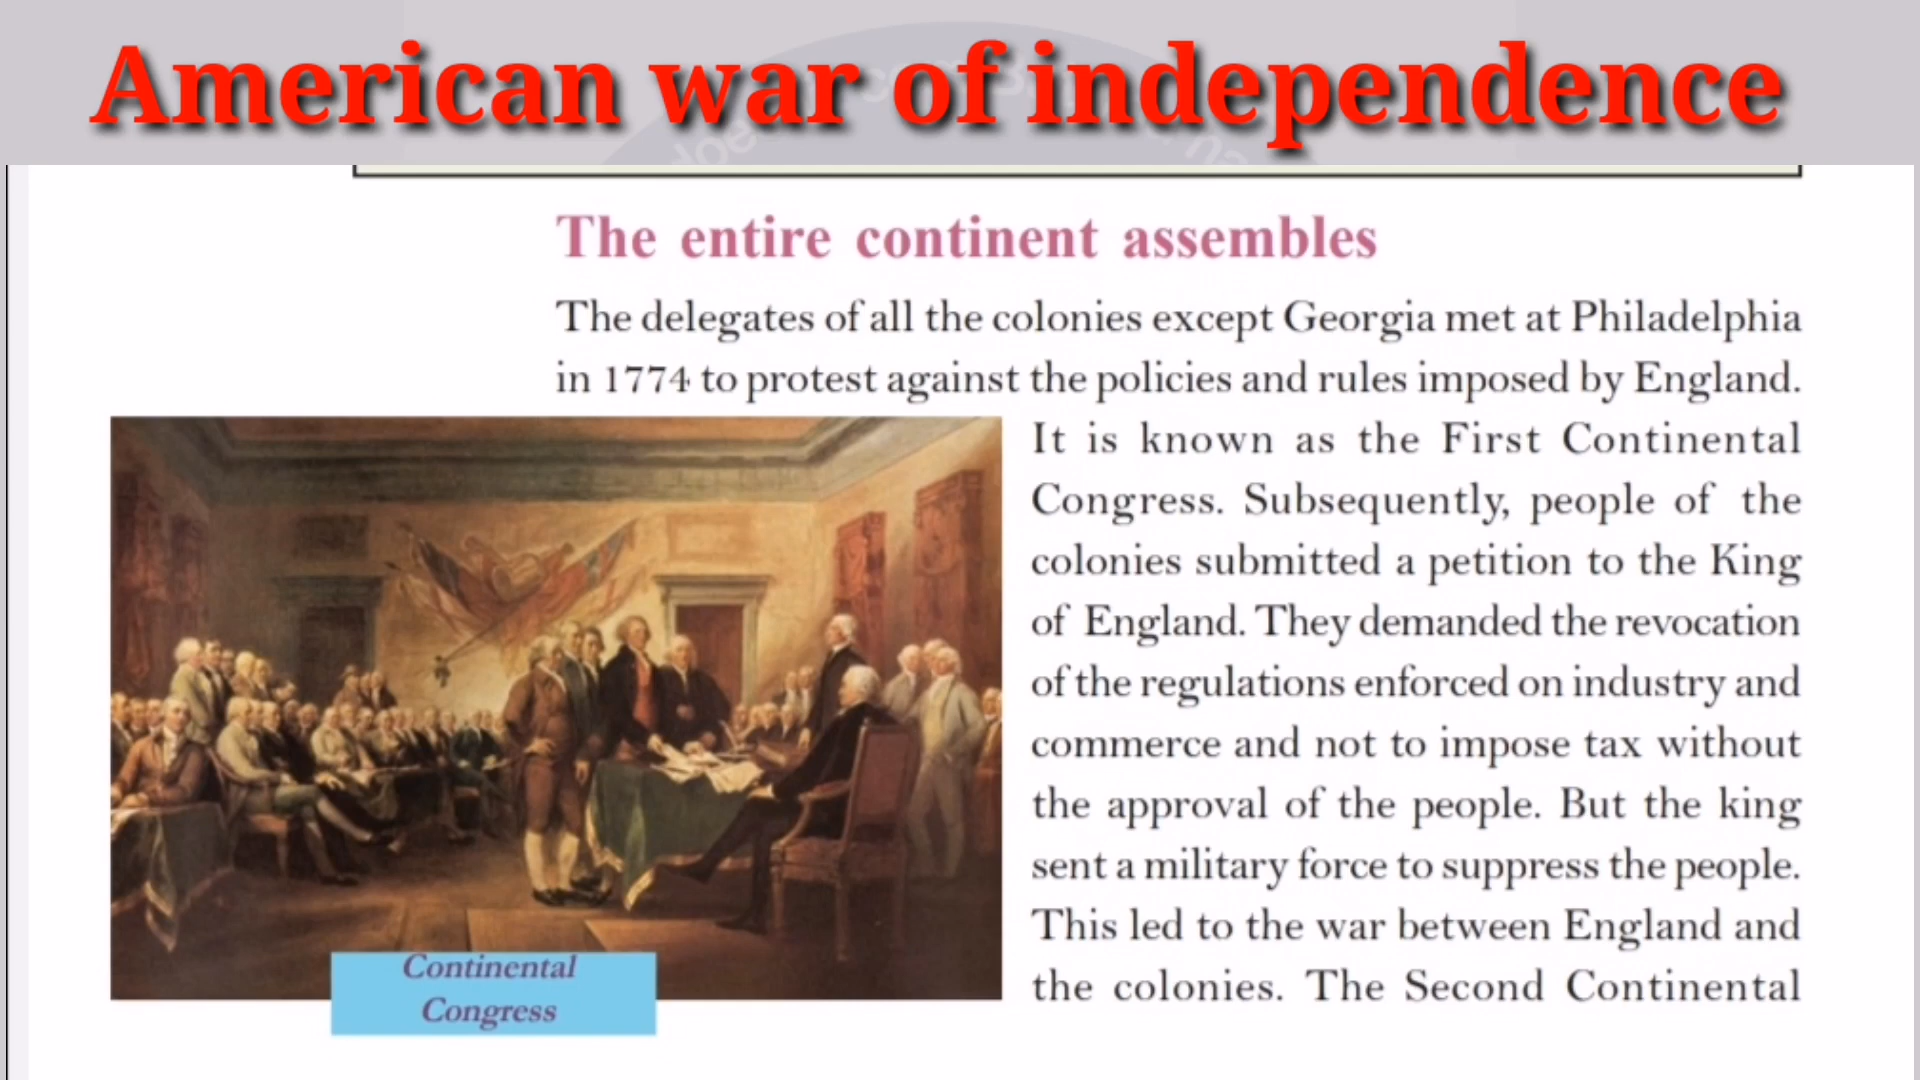 American war of independence
The entire continent assembles
The delegates of all the colonies except Georgia met at Philadelphia
in 1774 to protest against the policies and rules imposed by England.
It is known as the First Continental
Congress. Subsequently, people of the
colonies submitted a petition to the King
of England. They demanded the revocation
of the regulations enforced on industry and
commerce and not to impose tax without
the approval of the people. But the king
sent a military force to suppress the people.
This led to the war between England and
the colonies. The Second Continental
Continental
Congress